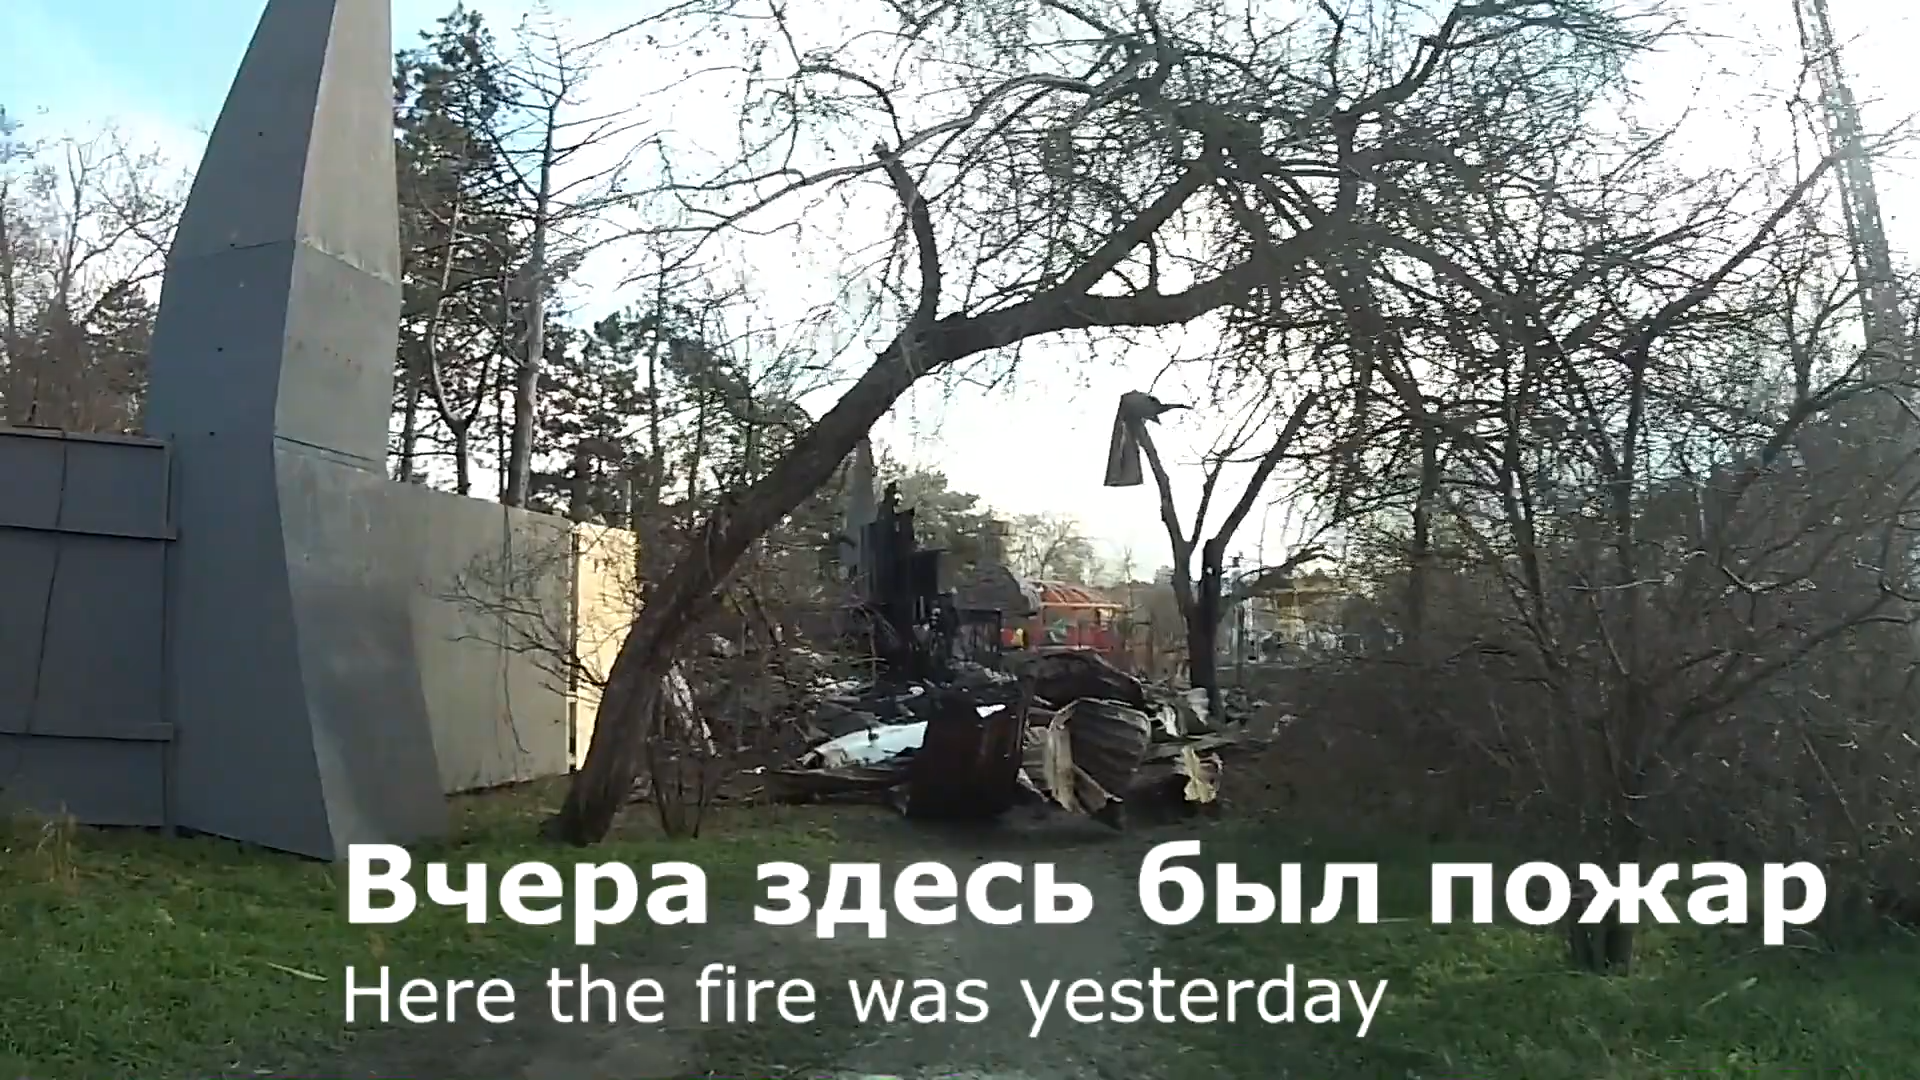 Вчера здесь был пожар
Here the fire was yesterday